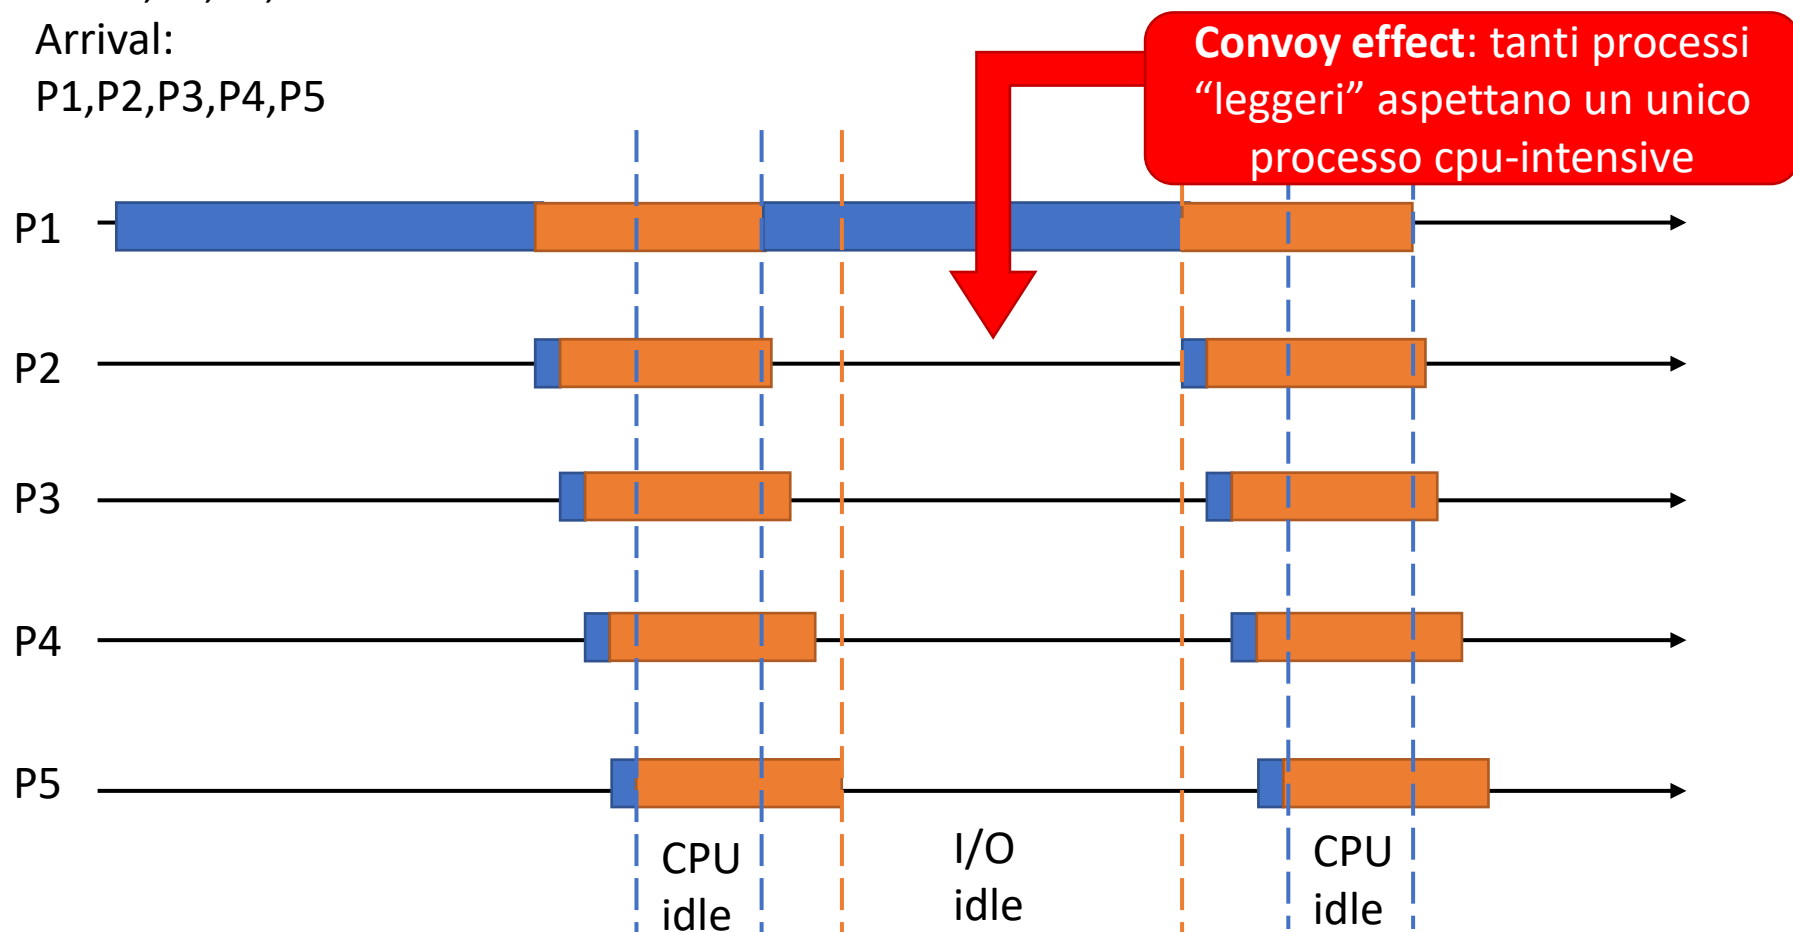 Arrival:
P1,P2,P3,P4,P5
Convoy effect: tanti processi
“leggeri” aspettano un unico
processo cpu-intensive
P1
P2
P3
P4
P5
CPU
idle
I/O
idle
CPU
idle